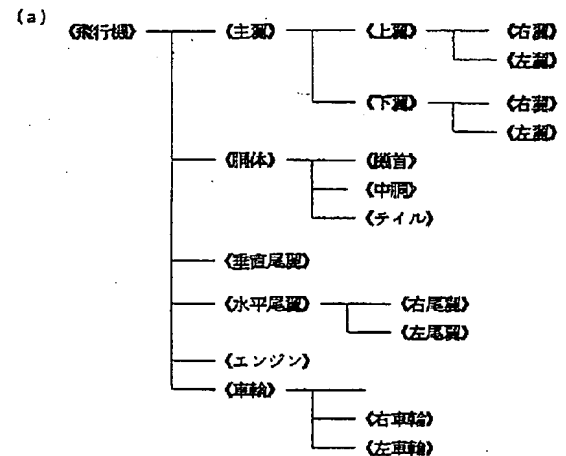 (a)
《飛行機》 《主翼》 《上翼》 《右翼》
《左翼》
《下翼》 《右翼》
《左翼》
《胴体》 《機首》
《中胴》
《テイル》
《垂直尾翼》
《水平尾翼》 《右尾翼》
《左尾翼》
《エンジン》
《車輪》
《右車輪》
《左車輪》